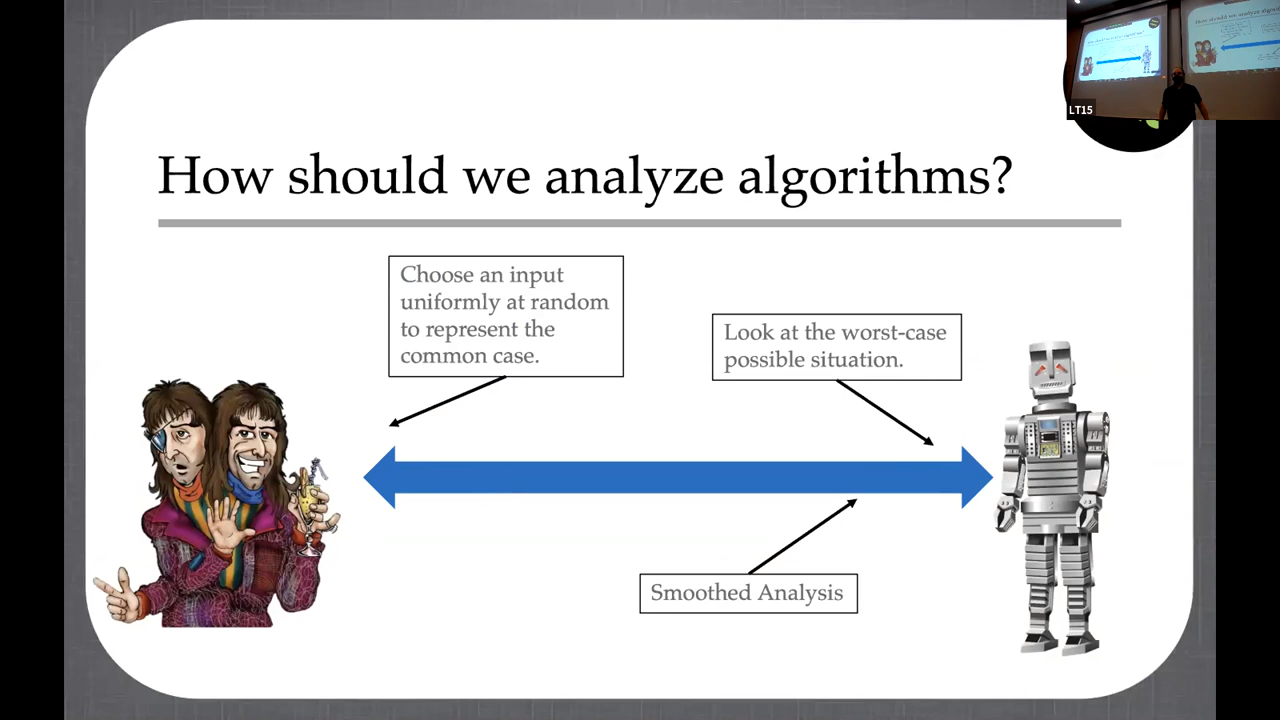 How should we analyze algorithms?
Choose an input
uniformly at random
to represent the
common case.
Look at the worst-case
possible situation.
Smoothed Analysis
LT15